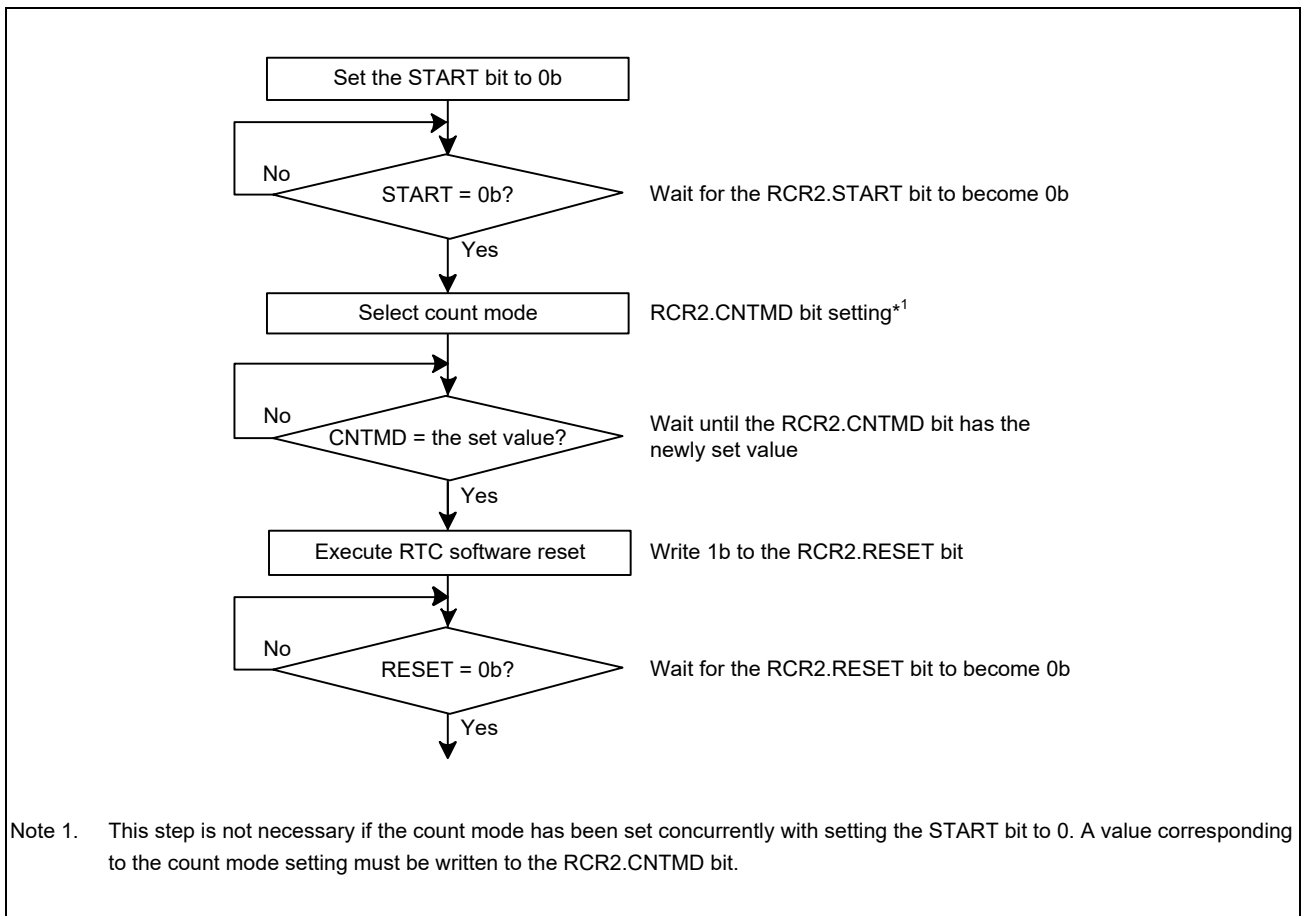 Set the START bit to 0b
No
START = 0b?
Wait for the RCR2.START bit to become 0b
Yes
Select count mode
RCR2.CNTMD bit setting*1
No
CNTMD = the set value?
Wait until the RCR2.CNTMD bit has the
newly set value
Yes
Execute RTC software reset
Write 1b to the RCR2.RESET bit
No
RESET = 0b?
Wait for the RCR2.RESET bit to become 0b
Yes
Note 1. This step is not necessary if the count mode has been set concurrently with setting the START bit to 0. A value corresponding
to the count mode setting must be written to the RCR2.CNTMD bit.